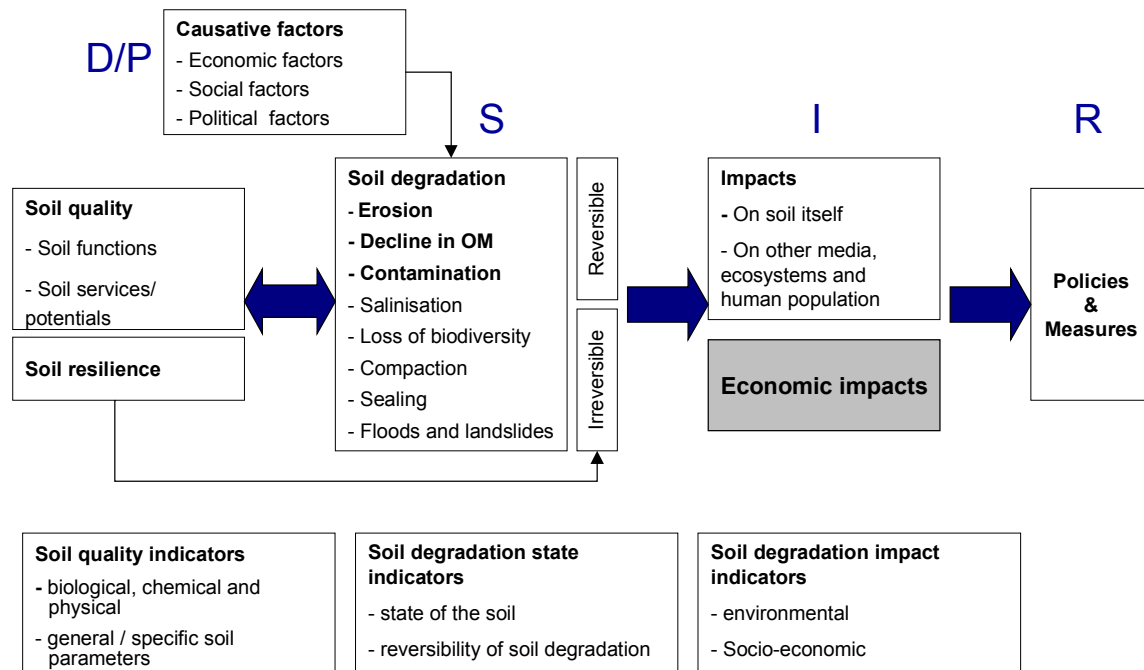 D/P
Causative factors
- Economic factors
- Social factors
- Political factors
S
I
R
Soil quality
- Soil functions
- Soil services/
potentials
Soil resilience
Soil degradation
- Erosion
- Decline in OM
- Contamination
- Salinisation
- Loss of biodiversity
- Compaction
- Sealing
- Floods and landslides
Reversible
Irreversible
Impacts
- On soil itself
- On other media,
ecosystems and
human population
Economic impacts
Policies
&
Measures
Soil quality indicators
- biological, chemical and
physical
- general / specific soil
parameters
Soil degradation state
indicators
- state of the soil
- reversibility of soil degradation
Soil degradation impact
indicators
- environmental
- Socio-economic